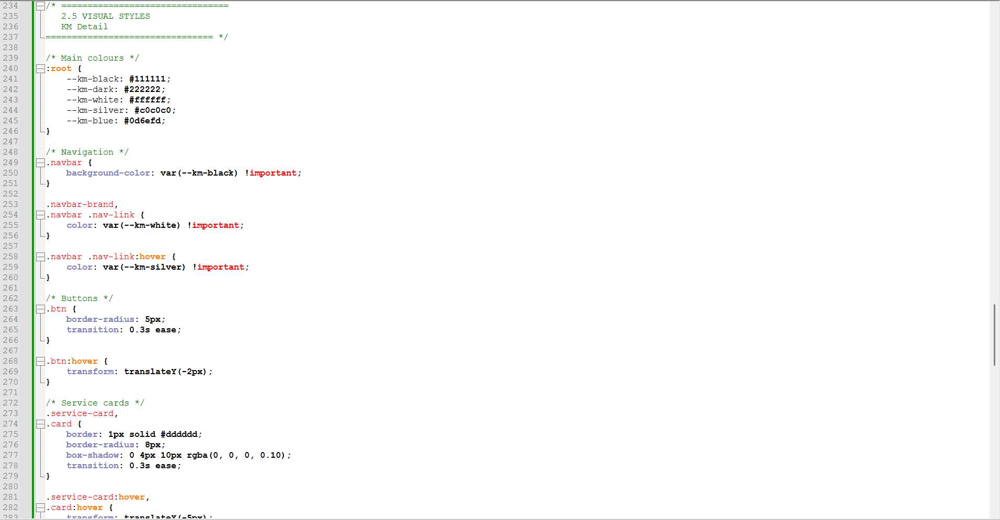 234 /* ================================
235 2.5 VISUAL STYLES
236 KM Detail
237 ================================ */
238
239 /* Main colours */
240 :root {
241 --km-black: #111111;
242 --km-dark: #222222;
243 --km-white: #ffffff;
244 --km-silver: #c0c0c0;
245 --km-blue: #0d6efd;
246 }
247
248 /* Navigation */
249 .navbar {
250 background-color: var(--km-black) !important;
251 }
252
253 .navbar-brand,
254 .navbar .nav-link {
255 color: var(--km-white) !important;
256 }
257
258 .navbar .nav-link:hover {
259 color: var(--km-silver) !important;
260 }
261
262 /* Buttons */
263 .btn {
264 border-radius: 5px;
265 transition: 0.3s ease;
266 }
267
268 .btn:hover {
269 transform: translateY(-2px);
270 }
271
272 /* Service cards */
273 .service-card,
274 .card {
275 border: 1px solid #dddddd;
276 border-radius: 8px;
277 box-shadow: 0 4px 10px rgba(0, 0, 0, 0.10);
278 transition: 0.3s ease;
279 }
280
281 .service-card:hover,
282 .card:hover {
283 transform: translateY(-5px);